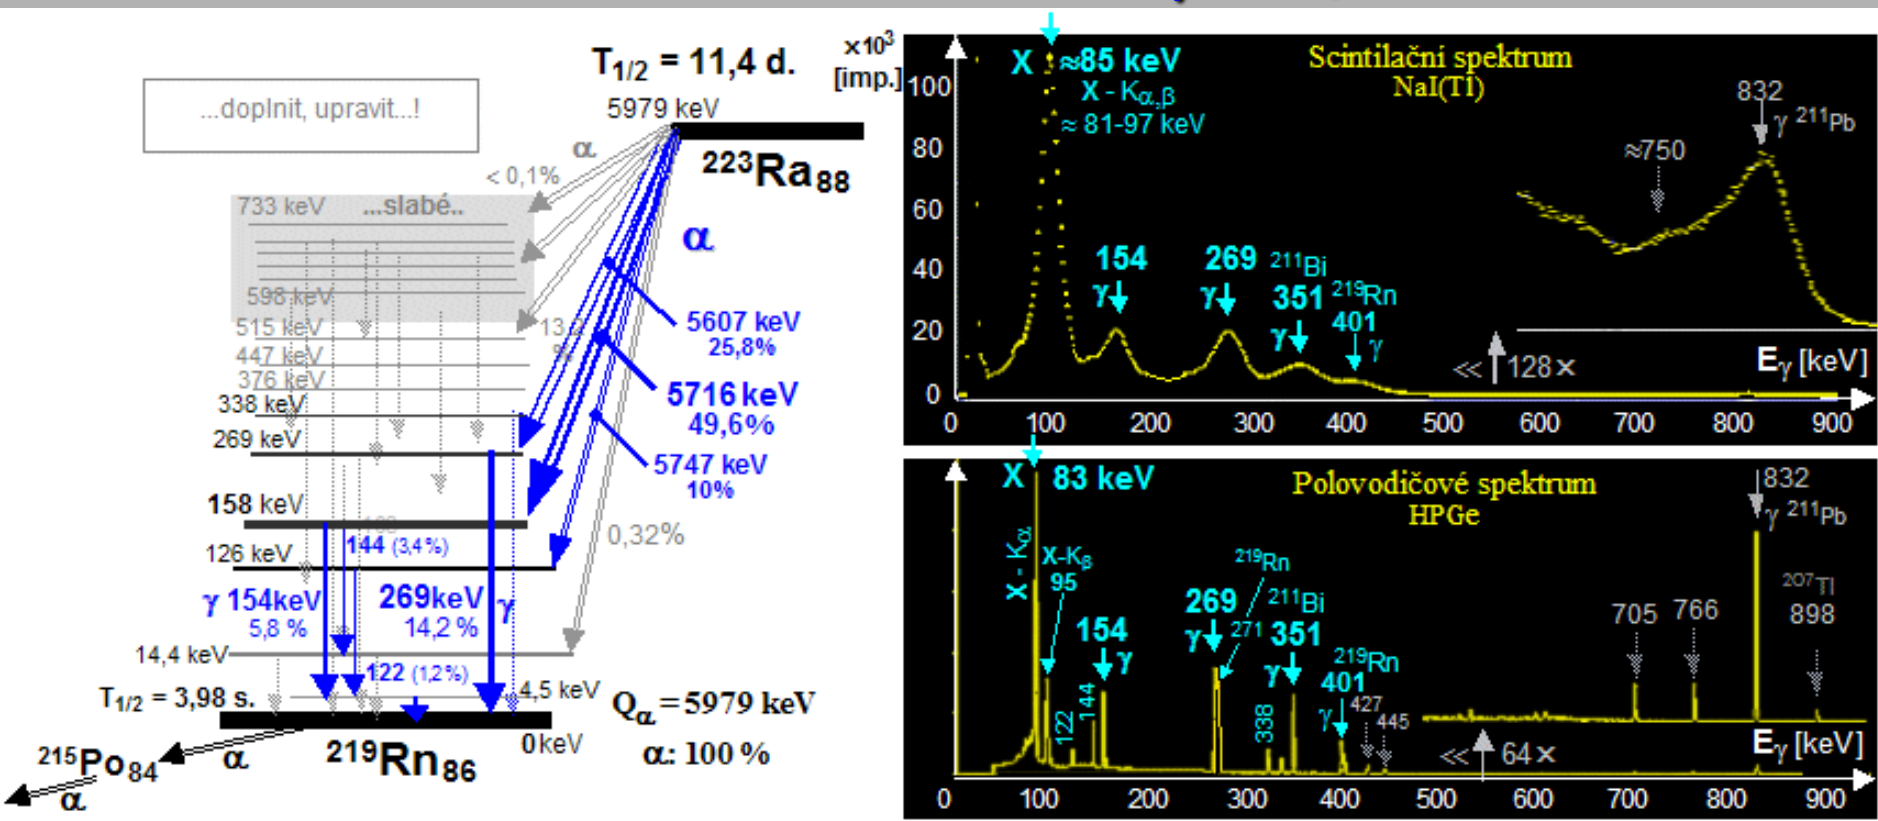 T1/2 = 11,4 d.
5979 keV
223Ra88
...doplnit, upravit...!
α
< 0,1%
733 keV ...slabé..
598 keV
515 keV
447 keV
376 keV
338 keV
269 keV
158 keV
126 keV
14,4 keV
4,5 keV
0 keV
13,2
%
α
5607 keV
25,8%
5716 keV
49,6%
5747 keV
10%
0,32%
144 (3,4%)
γ 154keV
5,8 %
269keV γ
14,2 %
122 (1,2%)
T1/2 = 3,98 s.
219Rn86
Qα = 5979 keV
α: 100 %
215Po84
α
α
×10³
[imp.]
100
80
60
40
20
0
Scintilační spektrum
NaI(Tl)
X ≈85 keV
X - Kα,β
≈ 81-97 keV
154
γ
269
γ
211Bi
351
γ
219Rn
401
γ
≈750
832
γ 211Pb
<< 128×
Eγ [keV]
0 100 200 300 400 500 600 700 800 900
Polovodičové spektrum
HPGe
X 83 keV
X - Kα
X-Kβ
95
122
144
154
γ
269
γ
219Rn
271
211Bi
351
γ
338
219Rn
401
γ
427
445
705
766
832
γ 211Pb
207Tl
898
<< 64×
Eγ [keV]
0 100 200 300 400 500 600 700 800 900